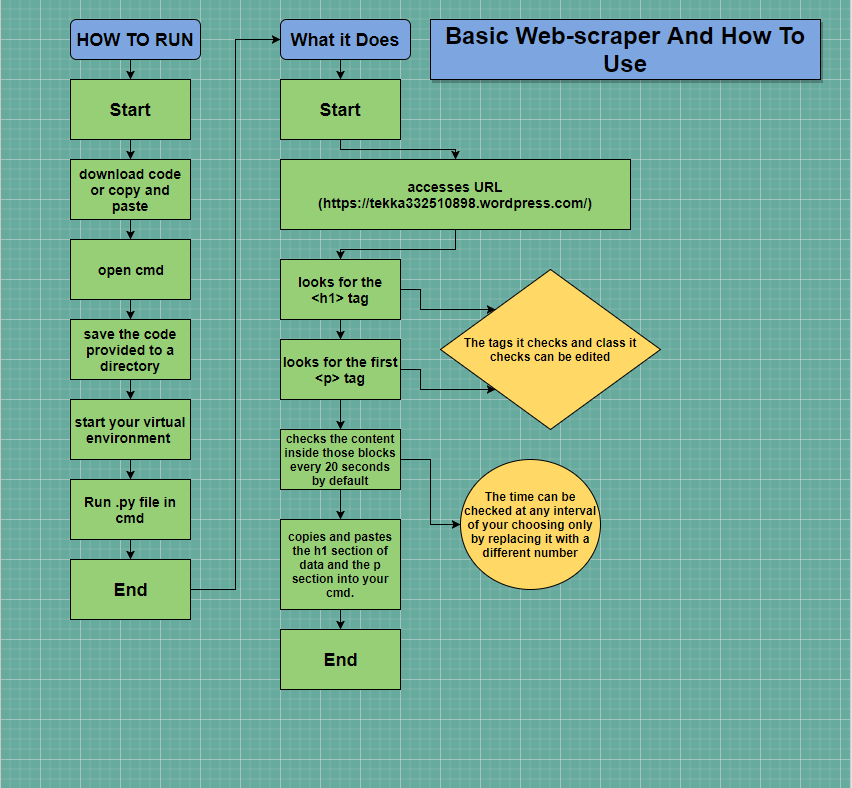 HOW TO RUN
Start
download code
or copy and
paste
open cmd
save the code
provided to a
directory
start your virtual
environment
Run .py file in
cmd
End
What it Does
Start
accesses URL
(https://tekka332510898.wordpress.com/)
looks for the
<h1> tag
looks for the first
<p> tag
checks the content
inside those blocks
every 20 seconds
by default
copies and pastes
the h1 section of
data and the p
section into your
cmd.
End
Basic Web-scraper And How To
Use
The tags it checks and class it
checks can be edited
The time can be
checked at any interval
of your choosing only
by replacing it with a
different number